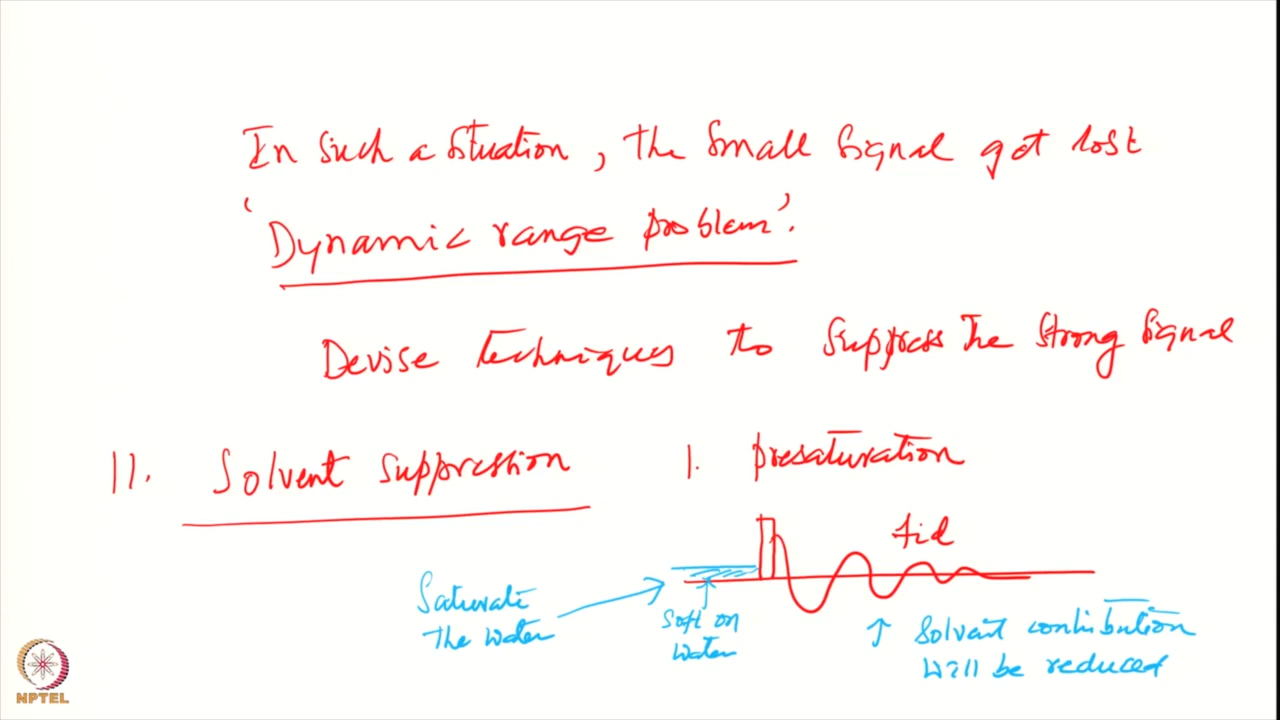 In such a situation, the small signal got lost
'Dynamic range problem'.
Devise techniques to suppress the strong signal
11. Solvent suppression
1. presaturation
fid
Saturate
the water
Soft on
water
↑ Solvent contribution
will be reduced
NPTEL